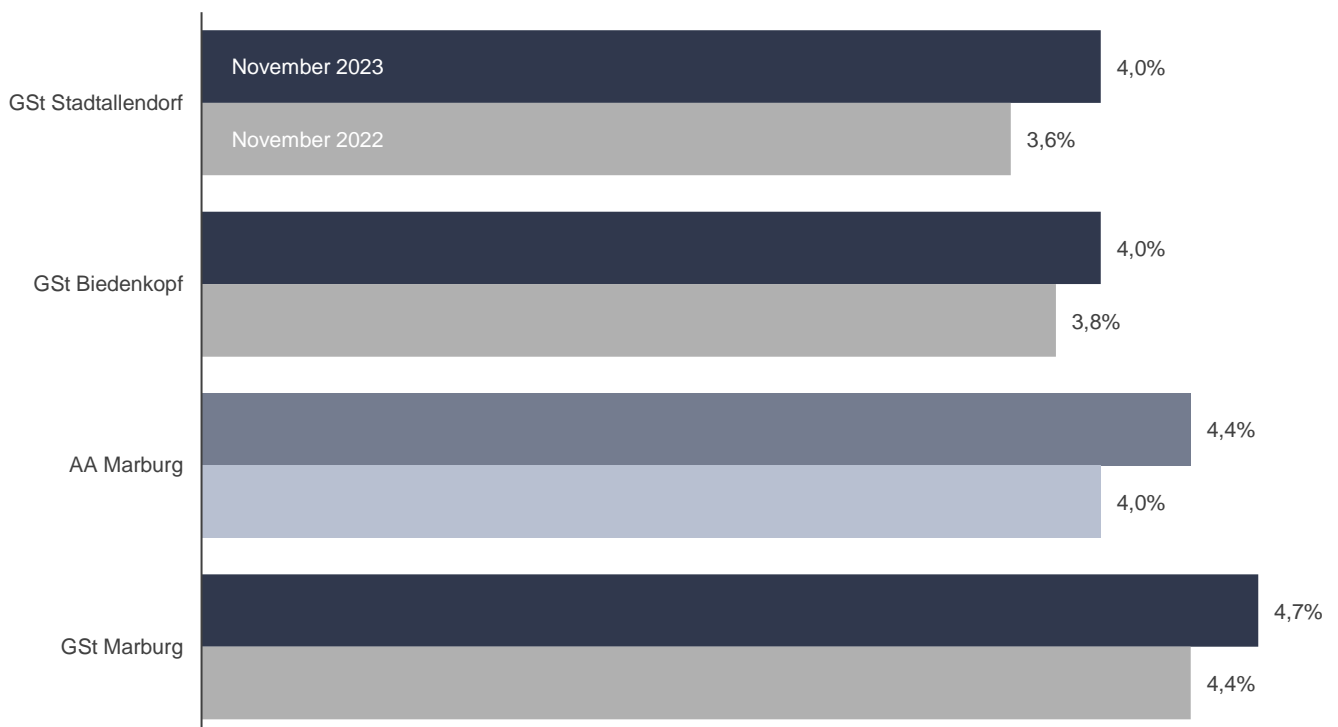 November 2023
4,0%
GSt Stadtallendorf
November 2022
3,6%
4,0%
GSt Biedenkopf
3,8%
4,4%
AA Marburg
4,0%
4,7%
GSt Marburg
4,4%